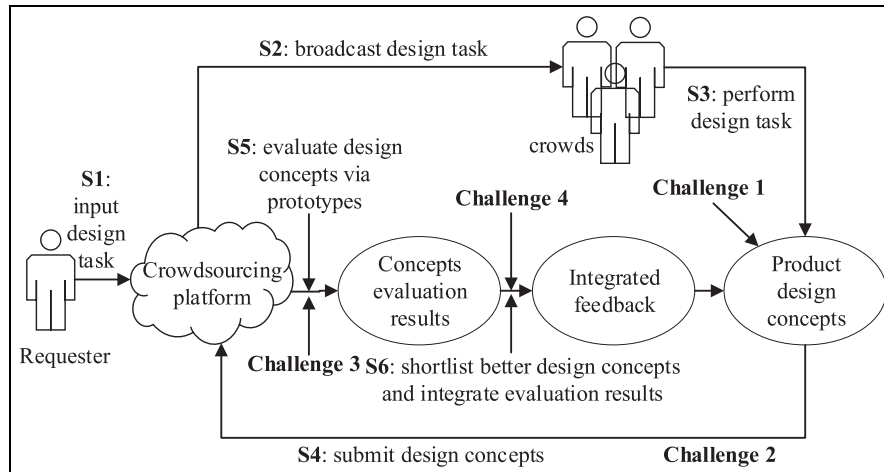 S2: broadcast design task
S3: perform
design task
crowds
S5: evaluate design
concepts via
prototypes
S1:
input
design
task
Challenge 4
Challenge 1
Crowdsourcing
platform
Concepts
evaluation
results
Integrated
feedback
Product
design
concepts
Requester
Challenge 3
S6: shortlist better design concepts
and integrate evaluation results
S4: submit design concepts
Challenge 2